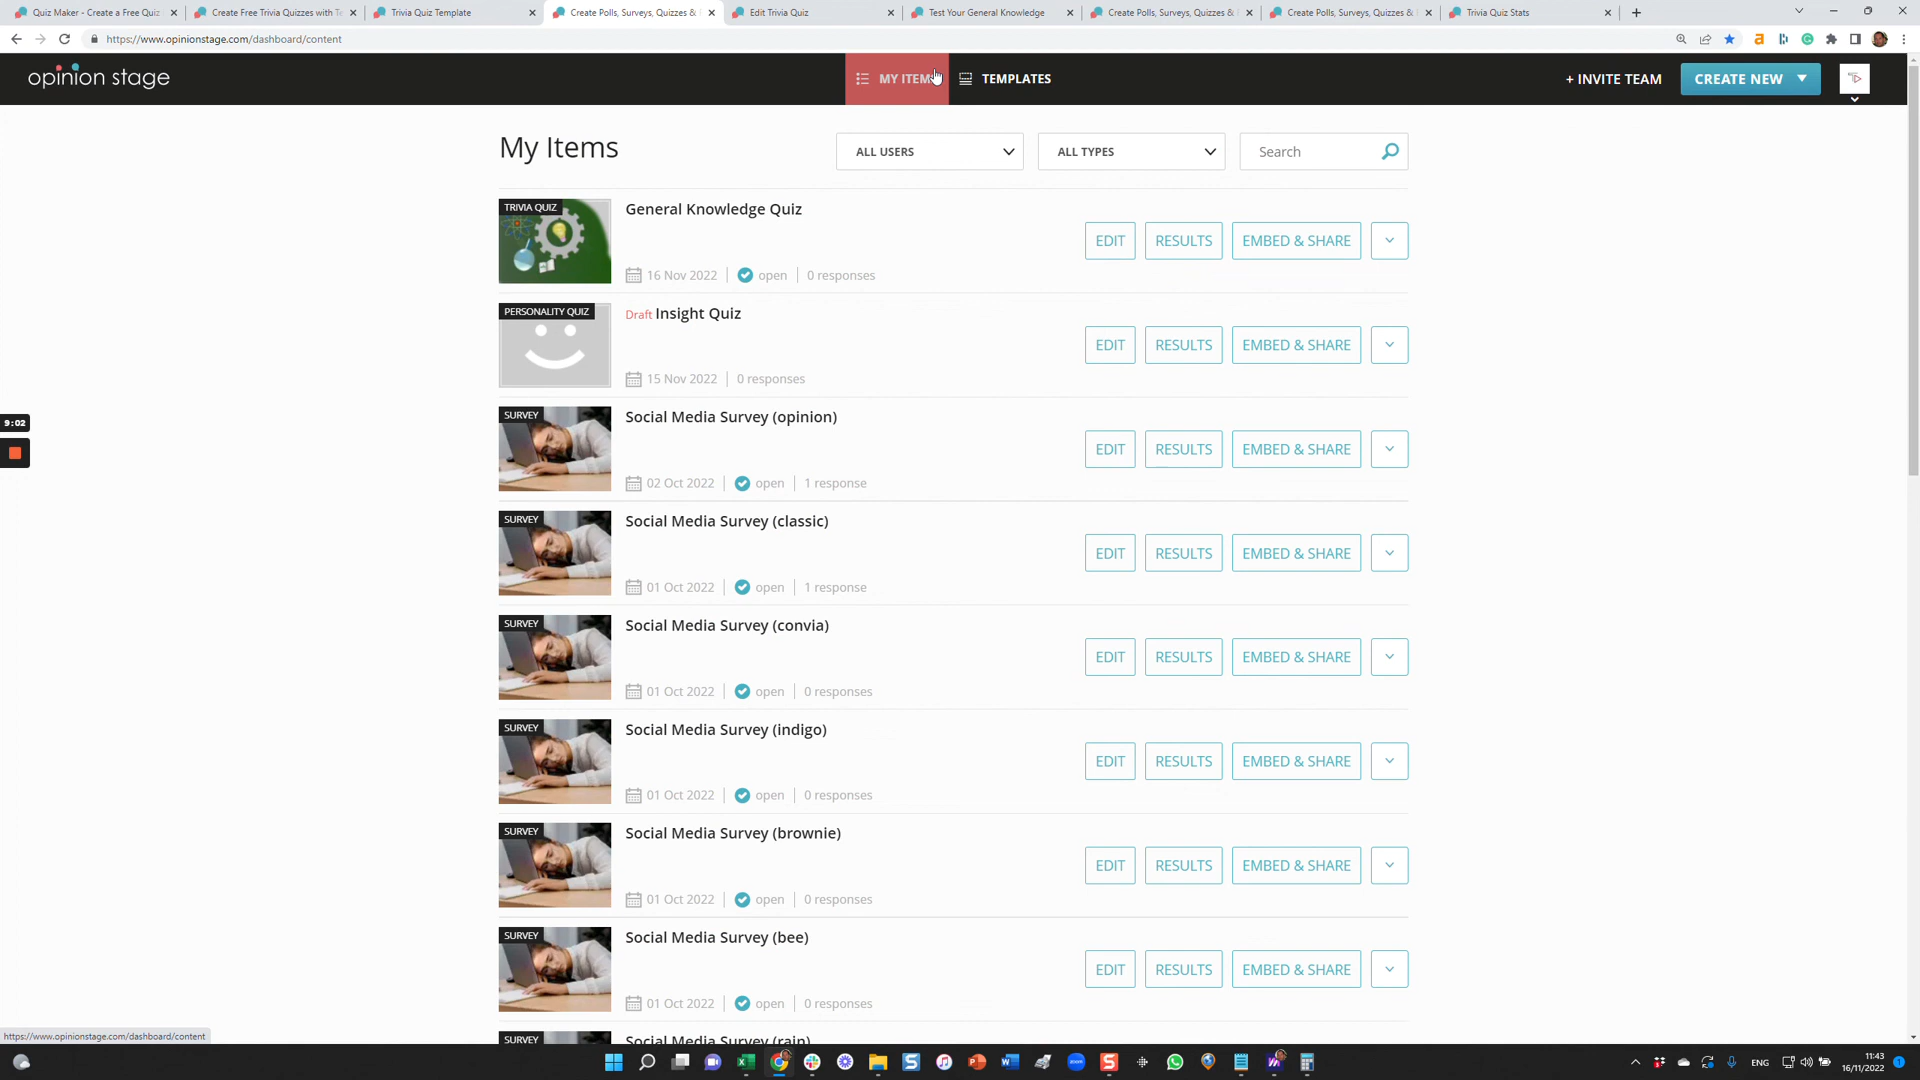 Quiz Maker - Create a Free Quiz
Create Free Trivia Quizzes with Te
Trivia Quiz Template
Create Polls, Surveys, Quizzes &
Edit Trivia Quiz
Test Your General Knowledge
Create Polls, Surveys, Quizzes &
Create Polls, Surveys, Quizzes &
Trivia Quiz Stats
https://www.opinionstage.com/dashboard/content
opinion stage
MY ITEMS
TEMPLATES
+ INVITE TEAM
CREATE NEW
My Items
ALL USERS
ALL TYPES
Search
TRIVIA QUIZ
General Knowledge Quiz
16 Nov 2022 | open | 0 responses
EDIT
RESULTS
EMBED & SHARE
PERSONALITY QUIZ
Draft Insight Quiz
15 Nov 2022 | 0 responses
EDIT
RESULTS
EMBED & SHARE
SURVEY
Social Media Survey (opinion)
02 Oct 2022 | open | 1 response
EDIT
RESULTS
EMBED & SHARE
9:02
SURVEY
Social Media Survey (classic)
01 Oct 2022 | open | 1 response
EDIT
RESULTS
EMBED & SHARE
SURVEY
Social Media Survey (convia)
01 Oct 2022 | open | 0 responses
EDIT
RESULTS
EMBED & SHARE
SURVEY
Social Media Survey (indigo)
01 Oct 2022 | open | 0 responses
EDIT
RESULTS
EMBED & SHARE
SURVEY
Social Media Survey (brownie)
01 Oct 2022 | open | 0 responses
EDIT
RESULTS
EMBED & SHARE
SURVEY
Social Media Survey (bee)
01 Oct 2022 | open | 0 responses
EDIT
RESULTS
EMBED & SHARE
SURVEY
Social Media Survey (rain)
https://www.opinionstage.com/dashboard/content
ENG
11:43
16/11/2022